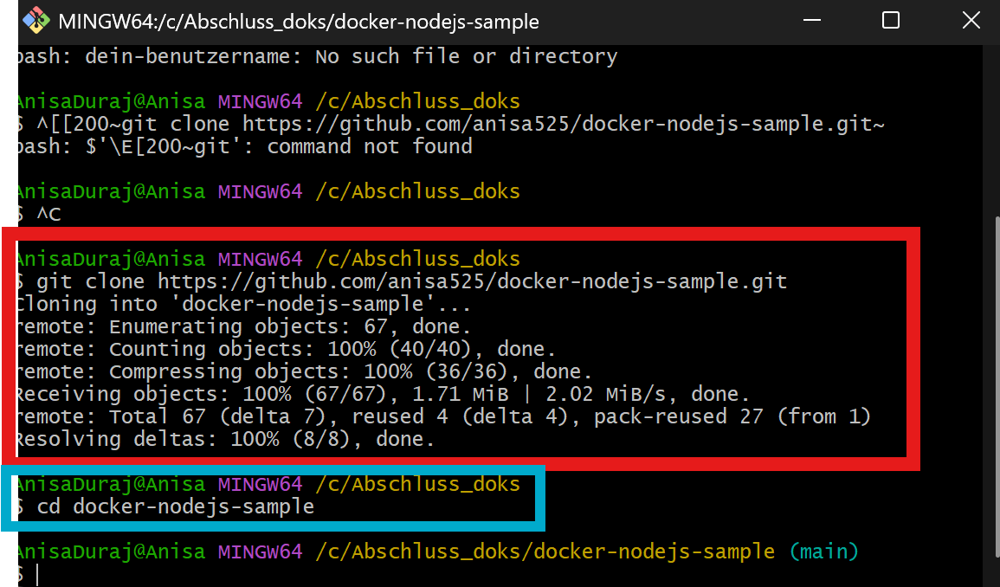 MINGW64:/c/Abschluss_doks/docker-nodejs-sample
bash: dein-benutzername: No such file or directory
AnisaDuraj@Anisa MINGW64 /c/Abschluss_doks
$ ^[[200~git clone https://github.com/anisa525/docker-nodejs-sample.git~
bash: $'\E[200~git': command not found
AnisaDuraj@Anisa MINGW64 /c/Abschluss_doks
$ ^C
AnisaDuraj@Anisa MINGW64 /c/Abschluss_doks
$ git clone https://github.com/anisa525/docker-nodejs-sample.git
Cloning into 'docker-nodejs-sample'...
remote: Enumerating objects: 67, done.
remote: Counting objects: 100% (40/40), done.
remote: Compressing objects: 100% (36/36), done.
Receiving objects: 100% (67/67), 1.71 MiB | 2.02 MiB/s, done.
remote: Total 67 (delta 7), reused 4 (delta 4), pack-reused 27 (from 1)
Resolving deltas: 100% (8/8), done.
AnisaDuraj@Anisa MINGW64 /c/Abschluss_doks
$ cd docker-nodejs-sample
AnisaDuraj@Anisa MINGW64 /c/Abschluss_doks/docker-nodejs-sample (main)
$